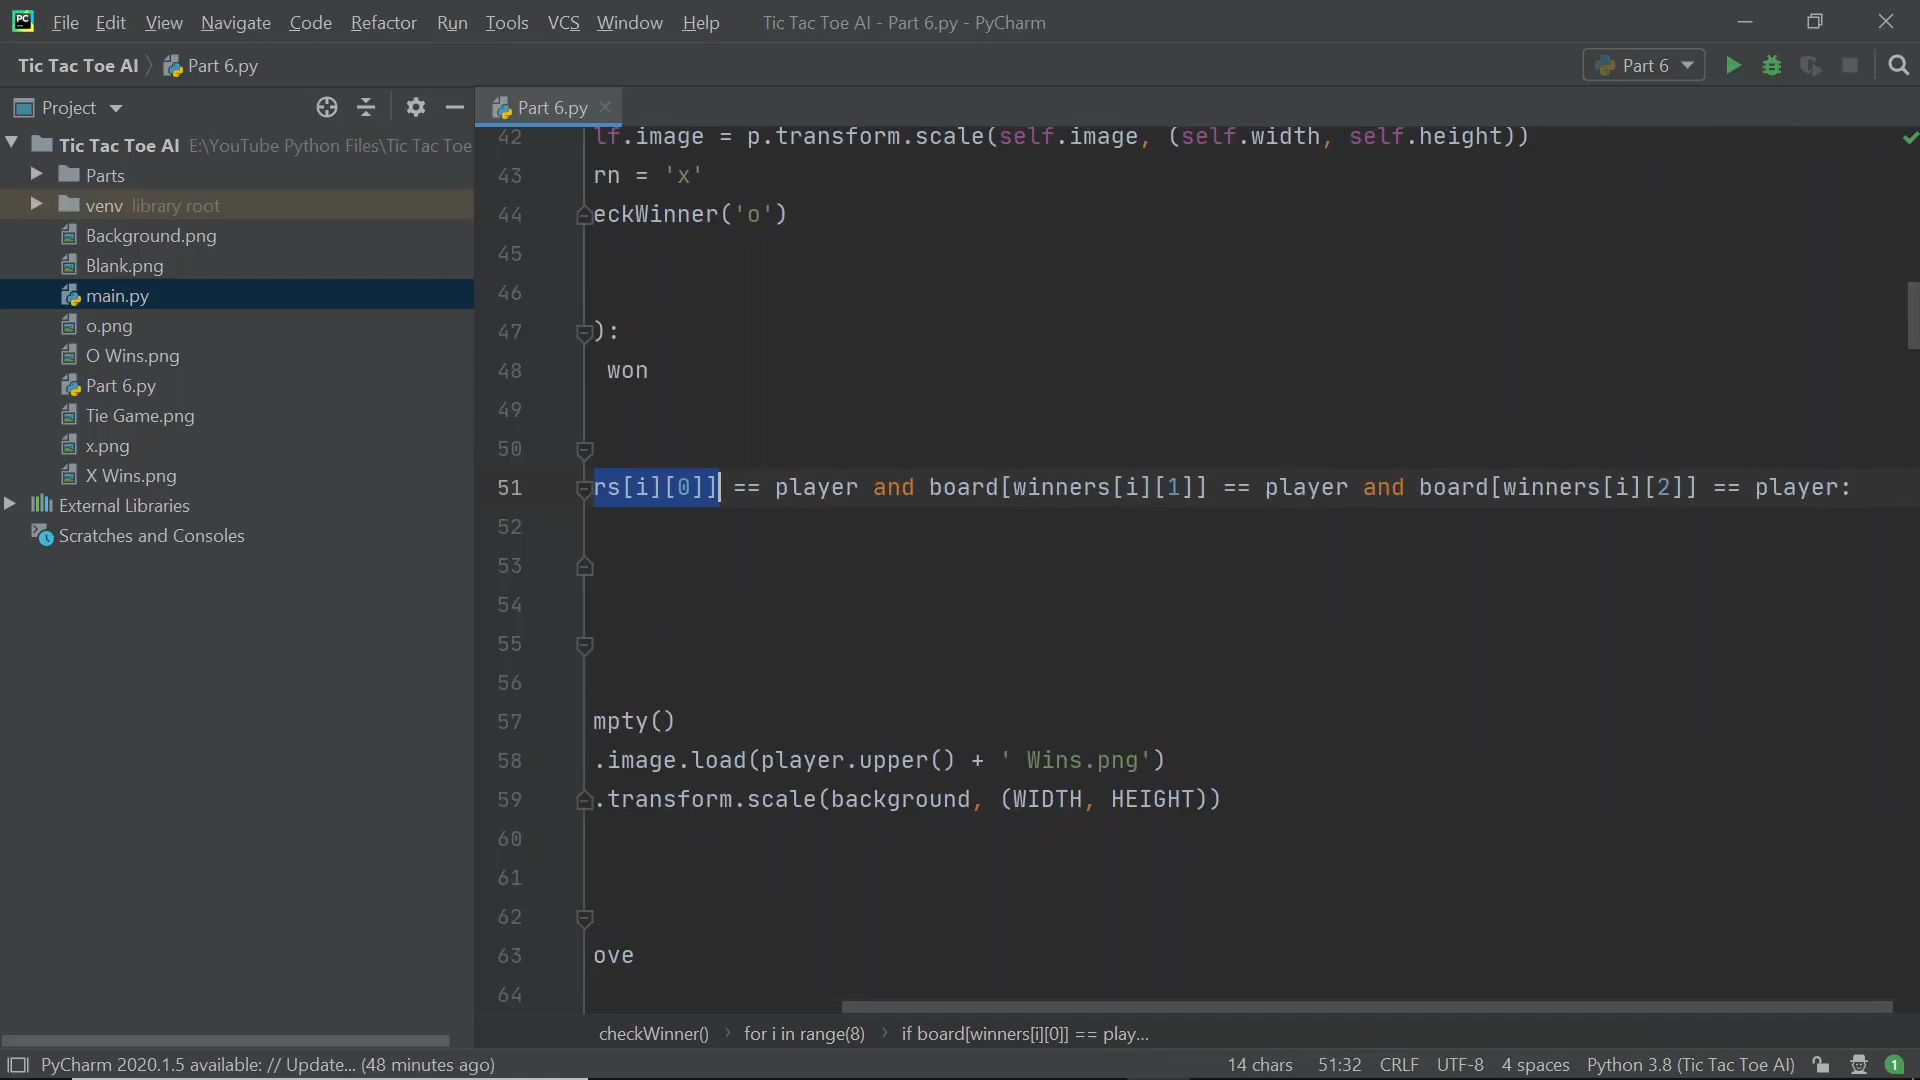 PC File Edit View Navigate Code Refactor Run Tools VCS Window Help Tic Tac Toe AI - Part 6.py - PyCharm
Tic Tac Toe AI Part 6.py Part 6
Project Part 6.py
Tic Tac Toe AI E:\YouTube Python Files\Tic Tac Toe
Parts
venv library root
Background.png
Blank.png
main.py
o.png
O Wins.png
Part 6.py
Tie Game.png
x.png
X Wins.png
External Libraries
Scratches and Consoles
42 lf.image = p.transform.scale(self.image, (self.width, self.height))
43 rn = 'x'
44 eckWinner('o')
45
46
47 ):
48 won
49
50
51 rs[i][0]] == player and board[winners[i][1]] == player and board[winners[i][2]] == player:
52
53
54
55
56
57 mpty()
58 .image.load(player.upper() + ' Wins.png')
59 .transform.scale(background, (WIDTH, HEIGHT))
60
61
62
63 ove
64
checkWinner() for i in range(8) if board[winners[i][0]] == play...
PyCharm 2020.1.5 available: // Update... (48 minutes ago) 14 chars 51:32 CRLF UTF-8 4 spaces Python 3.8 (Tic Tac Toe AI) 1